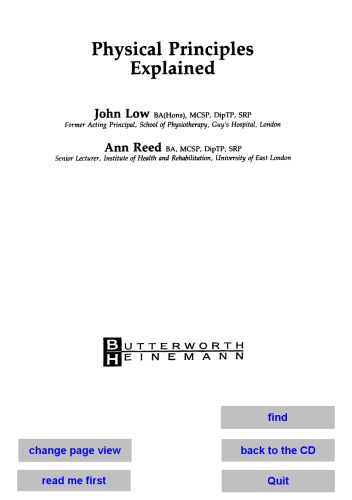 Physical Principles
Explained
John Low BA(Hons), MCSP, DipTP, SRP
Former Acting Principal, School of Physiotherapy, Guy's Hospital, London
Ann Reed BA, MCSP, DipTP, SRP
Senior Lecturer, Institute of Health and Rehabilitation, University of East London
BUTTERWORTH
HEINEMANN
find
change page view
back to the CD
read me first
Quit